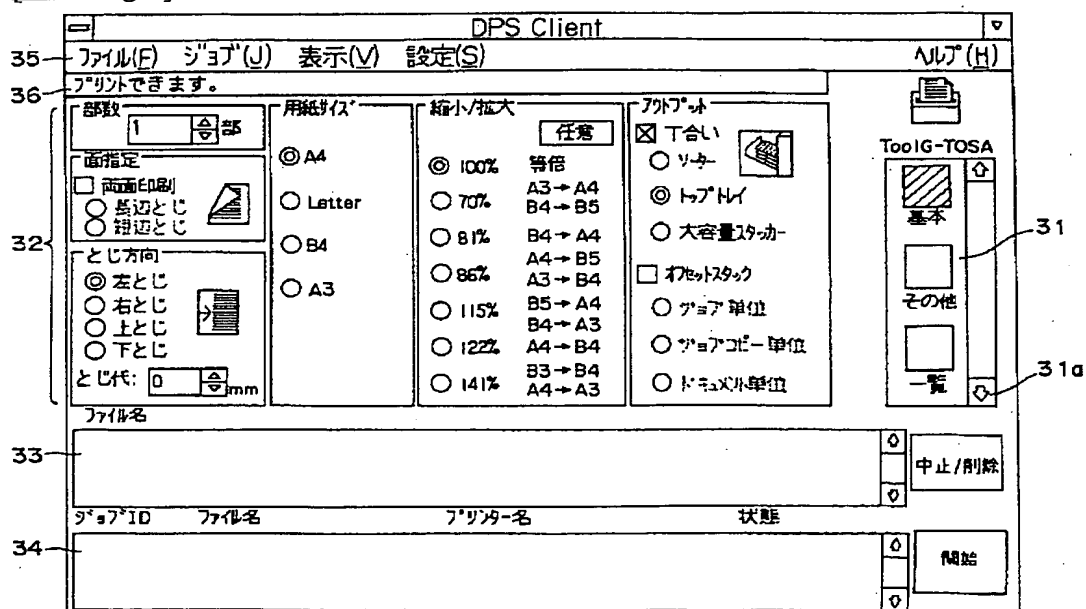 DPS Client
35
ファイル(F) ジョブ(J) 表示(V) 設定(S) ヘルプ(H)
36
プリントできます。
32
部数
1 部
面指定
両面印刷
長辺とじ
短辺とじ
とじ方向
左とじ
右とじ
上とじ
下とじ
とじ代: 0 mm
用紙サイズ
A4
Letter
B4
A3
縮小/拡大
任意
100% 等倍
70% A3→A4
B4→B5
81% B4→A4
86% A4→B5
A3→B4
115% B5→A4
B4→A3
122% A4→B4
141% B3→B4
A4→A3
アウトプット
丁合い
ソーター
トップトレイ
大容量スタッカー
オフセットスタック
ジョブ単位
ジョブコピー単位
ドキュメント単位
ToolG-TOSA
基本
その他
一覧
31
31a
ファイル名
33
中止/削除
ジョブID ファイル名 プリンター名 状態
34
開始